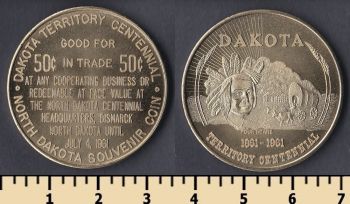 DAKOTA TERRITORY CENTENNIAL
GOOD FOR
50¢ IN TRADE 50¢
AT ANY COOPERATING BUSINESS OR
REDEEMABLE AT FACE VALUE AT
THE NORTH DAKOTA CENTENNIAL
HEADQUARTERS, BISMARCK
NORTH DAKOTA UNTIL
JULY 4, 1961
NORTH DAKOTA SOUVENIR COIN
DAKOTA
1861-1961
TERRITORY CENTENNIAL
1 2 3 4 5 6 7